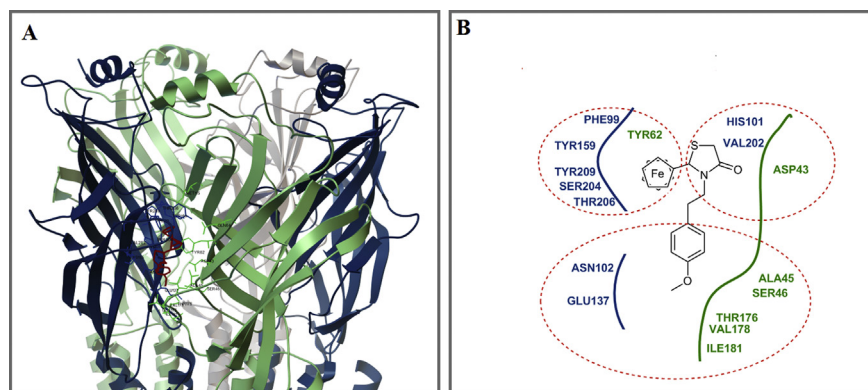 A
B
PHE99
TYR62
TYR159
TYR209
SER204
THR206
HIS101
VAL202
ASP43
S
Fe
N
O
ASN102
GLU137
O
ALA45
SER46
THR176
VAL178
ILE181